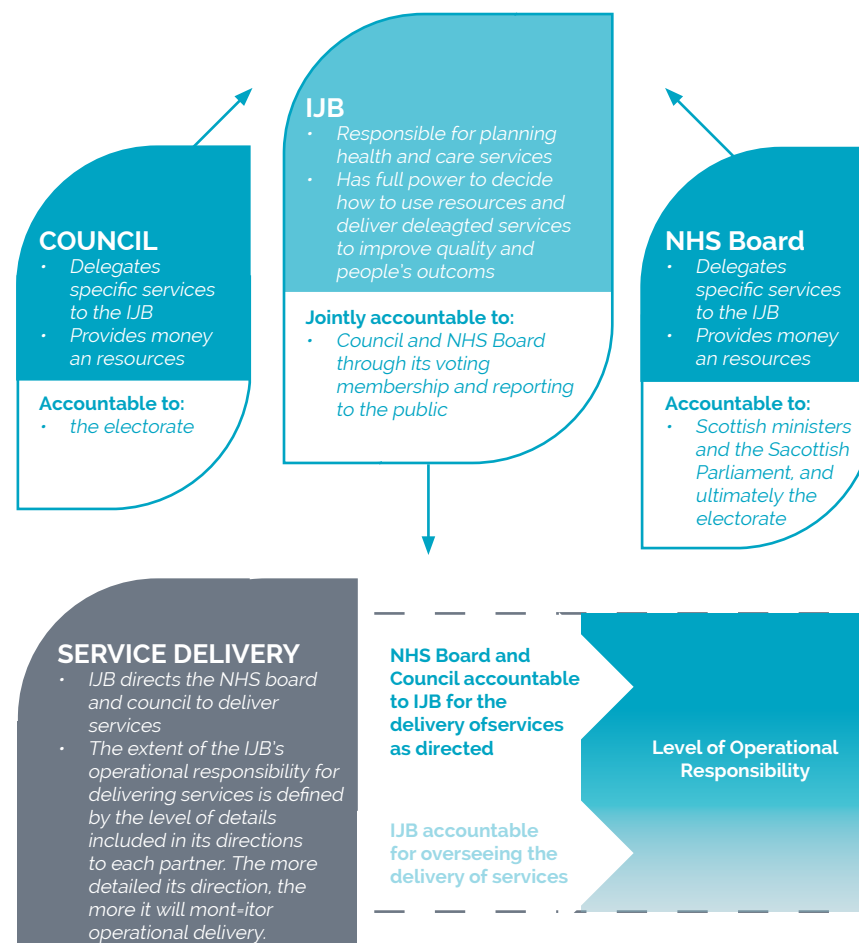 IJB
• Responsible for planning
health and care services
• Has full power to decide
how to use resources and
deliver deleagted services
to improve quality and
people's outcoms
Jointly accountable to:
• Council and NHS Board
through its voting
membership and reporting
to the public
COUNCIL
• Delegates
specific services
to the IJB
• Provides money
an resources
Accountable to:
• the electorate
NHS Board
• Delegates
specific services
to the IJB
• Provides money
an resources
Accountable to:
• Scottish ministers
and the Sacottish
Parliament, and
ultimately the
electorate
SERVICE DELIVERY
• IJB directs the NHS board
and council to deliver
services
• The extent of the IJB's
operational responsibility for
delivering services is defined
by the level of details
included in its directions
to each partner. The more
detailed its direction, the
more it will mont=itor
operational delivery.
NHS Board and
Council accountable
to IJB for the
delivery ofservices
as directed
IJB accountable
for overseeing the
delivery of services
Level of Operational
Responsibility